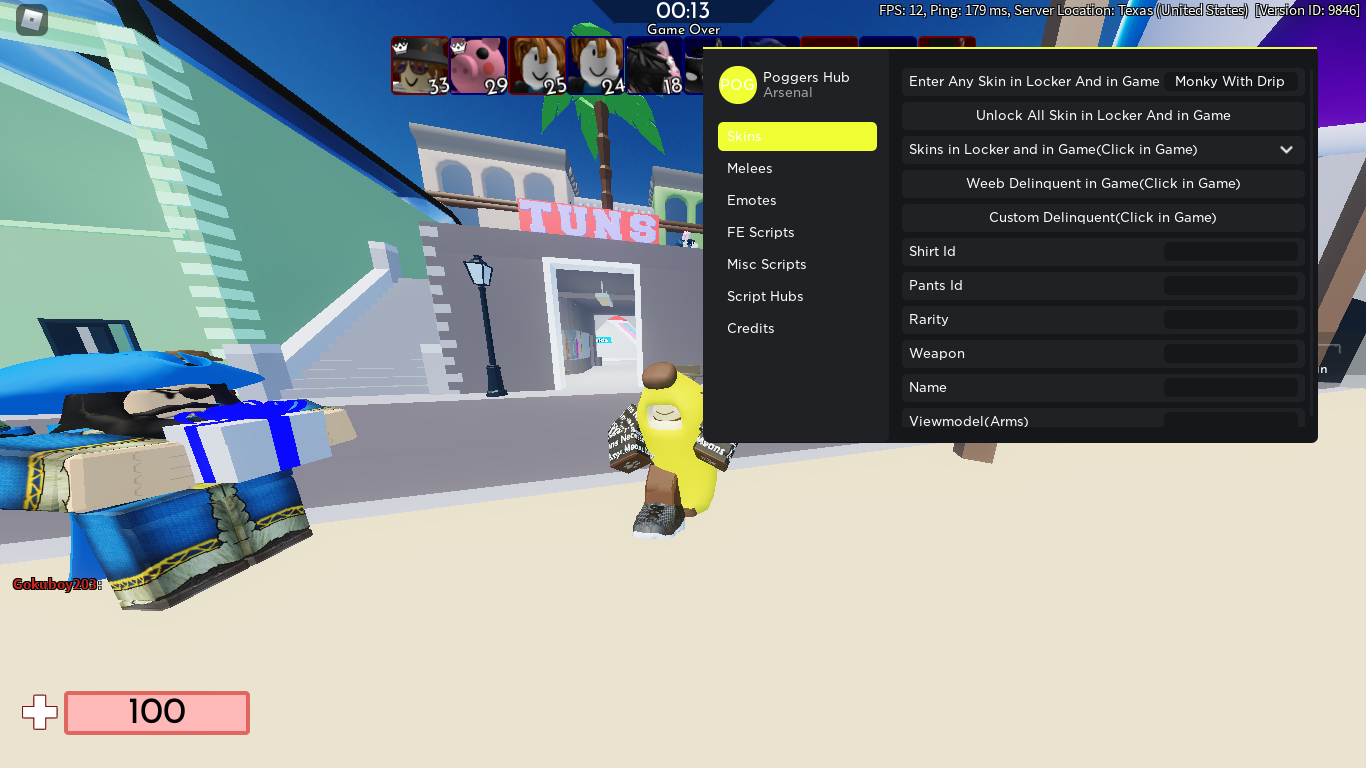 00:13
Game Over
FPS: 12, Ping: 179 ms, Server Location: Texas (United States) [Version ID: 9846]
33
29
25
24
18
POG
Poggers Hub
Arsenal
Skins
Melees
Emotes
FE Scripts
Misc Scripts
Script Hubs
Credits
Enter Any Skin in Locker And in Game
Monky With Drip
Unlock All Skin in Locker And in Game
Skins in Locker and in Game(Click in Game)
Weeb Delinquent in Game(Click in Game)
Custom Delinquent(Click in Game)
Shirt Id
Pants Id
Rarity
Weapon
Name
Viewmodel(Arms)
TUNS
in
Gokuboy203:
100